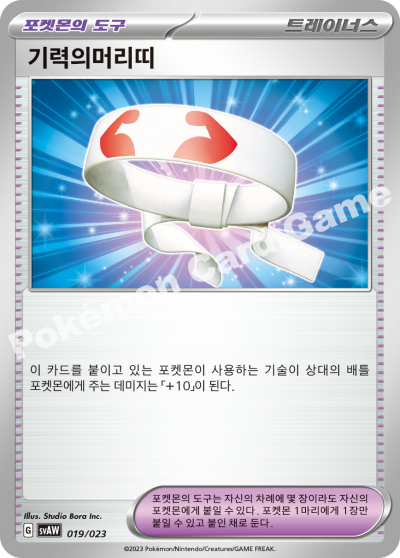 포켓몬의 도구
트레이너스
기력의머리띠
Pokémon Card Game
이 카드를 붙이고 있는 포켓몬이 사용하는 기술이 상대의 배틀
포켓몬에게 주는 데미지는 「+10」이 된다.
Illus. Studio Bora Inc.
G svAW 019/023
포켓몬의 도구는 자신의 차례에 몇 장이라도 자신의
포켓몬에게 붙일 수 있다. 포켓몬 1마리에게 1장만
붙일 수 있고 붙인 채로 둔다.
©2023 Pokémon/Nintendo/Creatures/GAME FREAK.